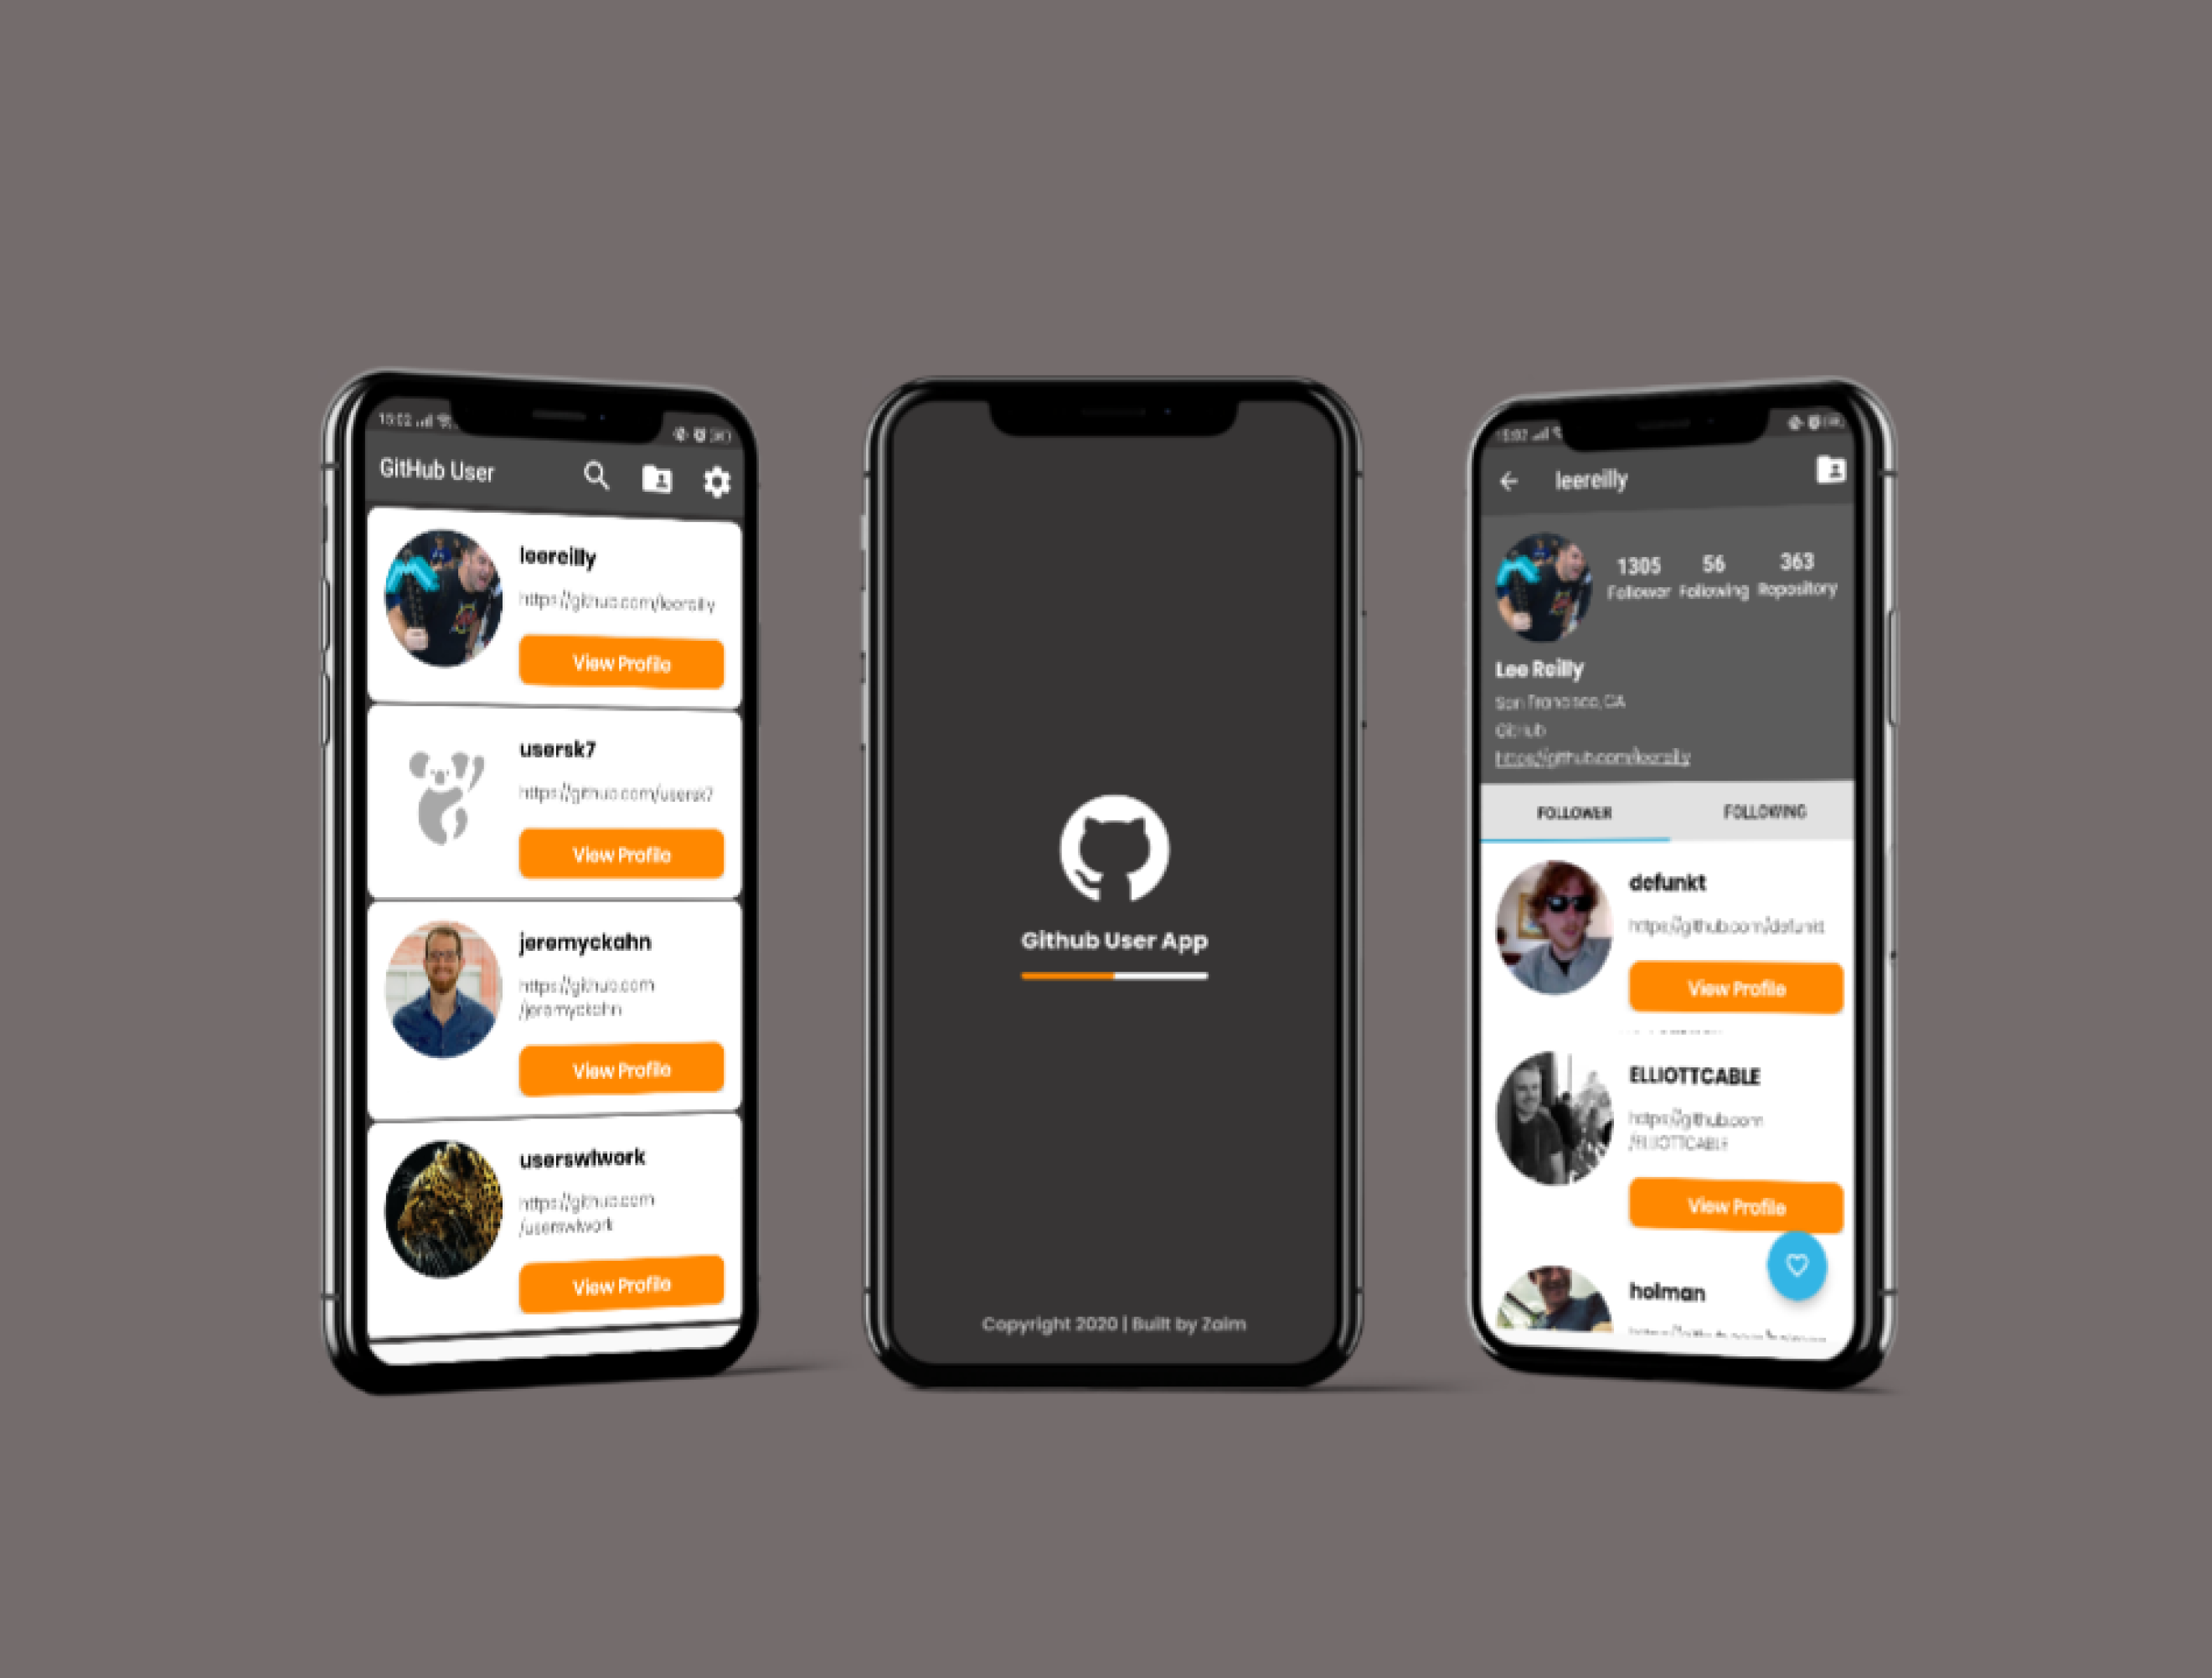 15:02
GitHub User
leereilly
https://github.com/leereilly
View Profile
usersk7
https://github.com/usersk7
View Profile
jeremyckahn
https://github.com
/jeremyckahn
View Profile
userswlwork
https://github.com
/userswlwork
View Profile
Github User App
Copyright 2020 | Built by Zaim
15:02
leereilly
1305 56 363
Follower Following Repository
Lee Reilly
San Francisco, CA
GitHub
https://github.com/leereilly
FOLLOWER FOLLOWING
defunkt
https://github.com/defunkt
View Profile
ELLIOTTCABLE
https://github.com
/ELLIOTTCABLE
View Profile
holman